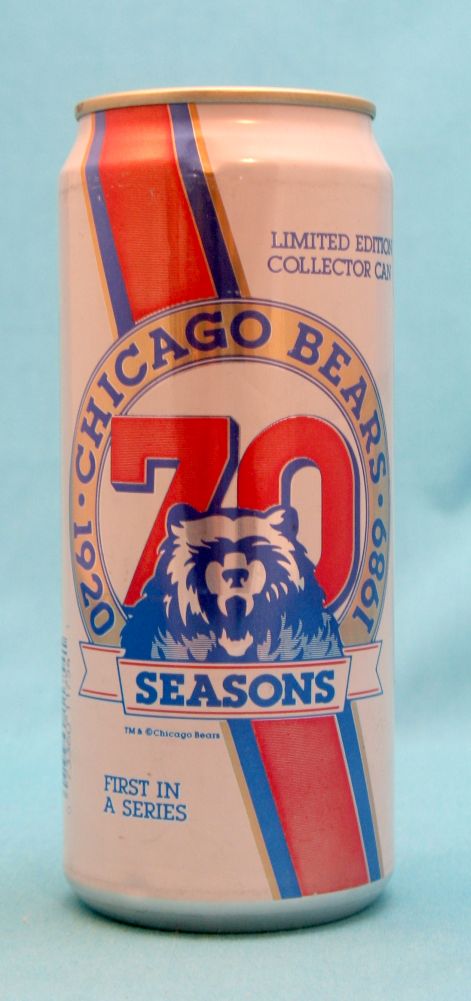 LIMITED EDITION
COLLECTOR CAN
1920 · CHICAGO BEARS · 1989
70
SEASONS
TM & ©Chicago Bears
FIRST IN
A SERIES